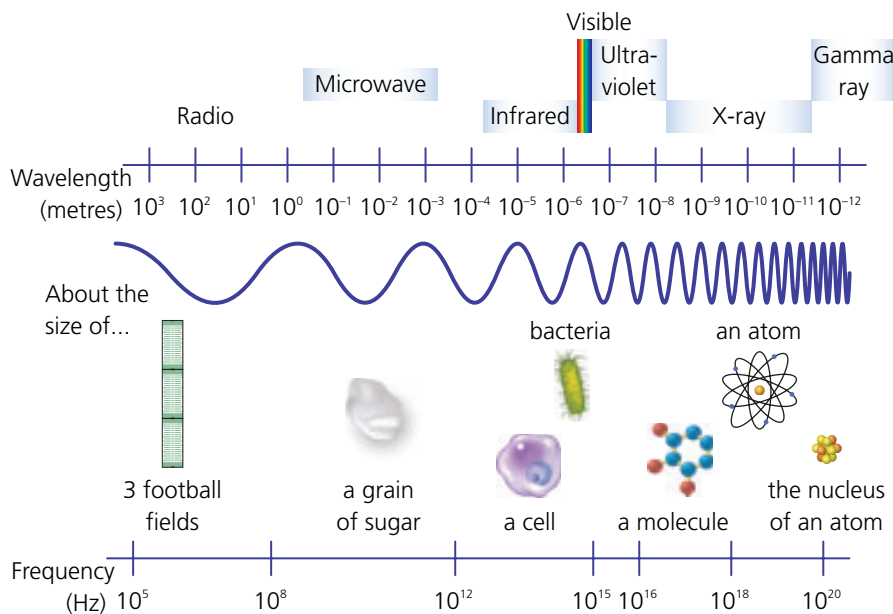 Visible
Ultra-
violet
Gamma
ray
Microwave
Radio
Infrared
X-ray
Wavelength
(metres)
10³ 10² 10¹ 10⁰ 10⁻¹ 10⁻² 10⁻³ 10⁻⁴ 10⁻⁵ 10⁻⁶ 10⁻⁷ 10⁻⁸ 10⁻⁹ 10⁻¹⁰ 10⁻¹¹ 10⁻¹²
About the
size of...
bacteria
an atom
3 football
fields
a grain
of sugar
a cell
a molecule
the nucleus
of an atom
Frequency
(Hz)
10⁵ 10⁸ 10¹² 10¹⁵ 10¹⁶ 10¹⁸ 10²⁰